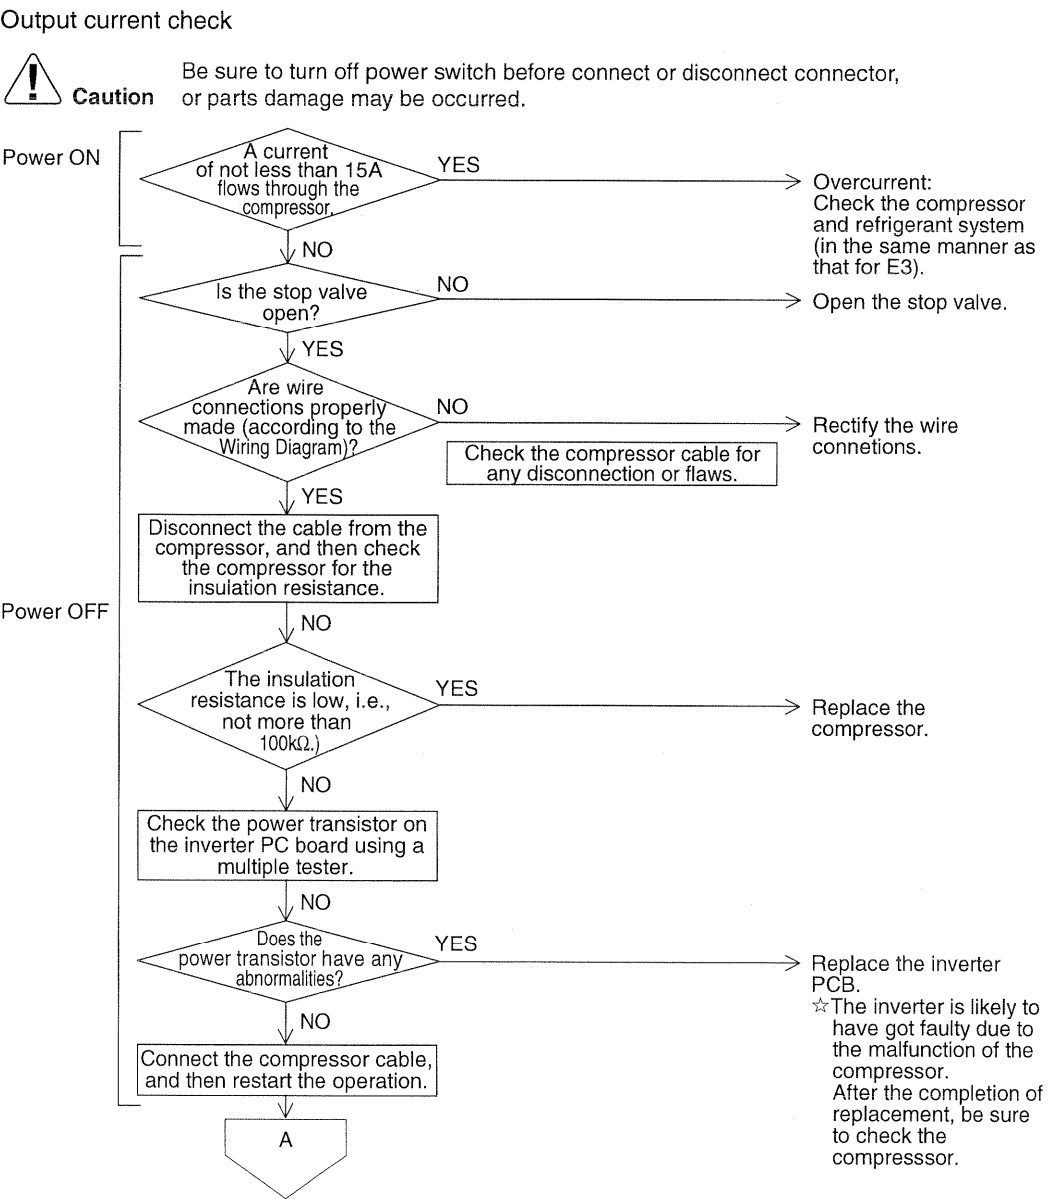 Output current check
Caution
Be sure to turn off power switch before connect or disconnect connector,
or parts damage may be occurred.
Power ON
A current
of not less than 15A
flows through the
compressor.
YES
Overcurrent:
Check the compressor
and refrigerant system
(in the same manner as
that for E3).
NO
Is the stop valve
open?
NO
Open the stop valve.
YES
Are wire
connections properly
made (according to the
Wiring Diagram)?
NO
Rectify the wire
connetions.
Check the compressor cable for
any disconnection or flaws.
YES
Disconnect the cable from the
compressor, and then check
the compressor for the
insulation resistance.
Power OFF
NO
The insulation
resistance is low, i.e.,
not more than
100kΩ.)
YES
Replace the
compressor.
NO
Check the power transistor on
the inverter PC board using a
multiple tester.
NO
Does the
power transistor have any
abnormalities?
YES
Replace the inverter
PCB.
☆The inverter is likely to
have got faulty due to
the malfunction of the
compressor.
After the completion of
replacement, be sure
to check the
compresssor.
NO
Connect the compressor cable,
and then restart the operation.
A